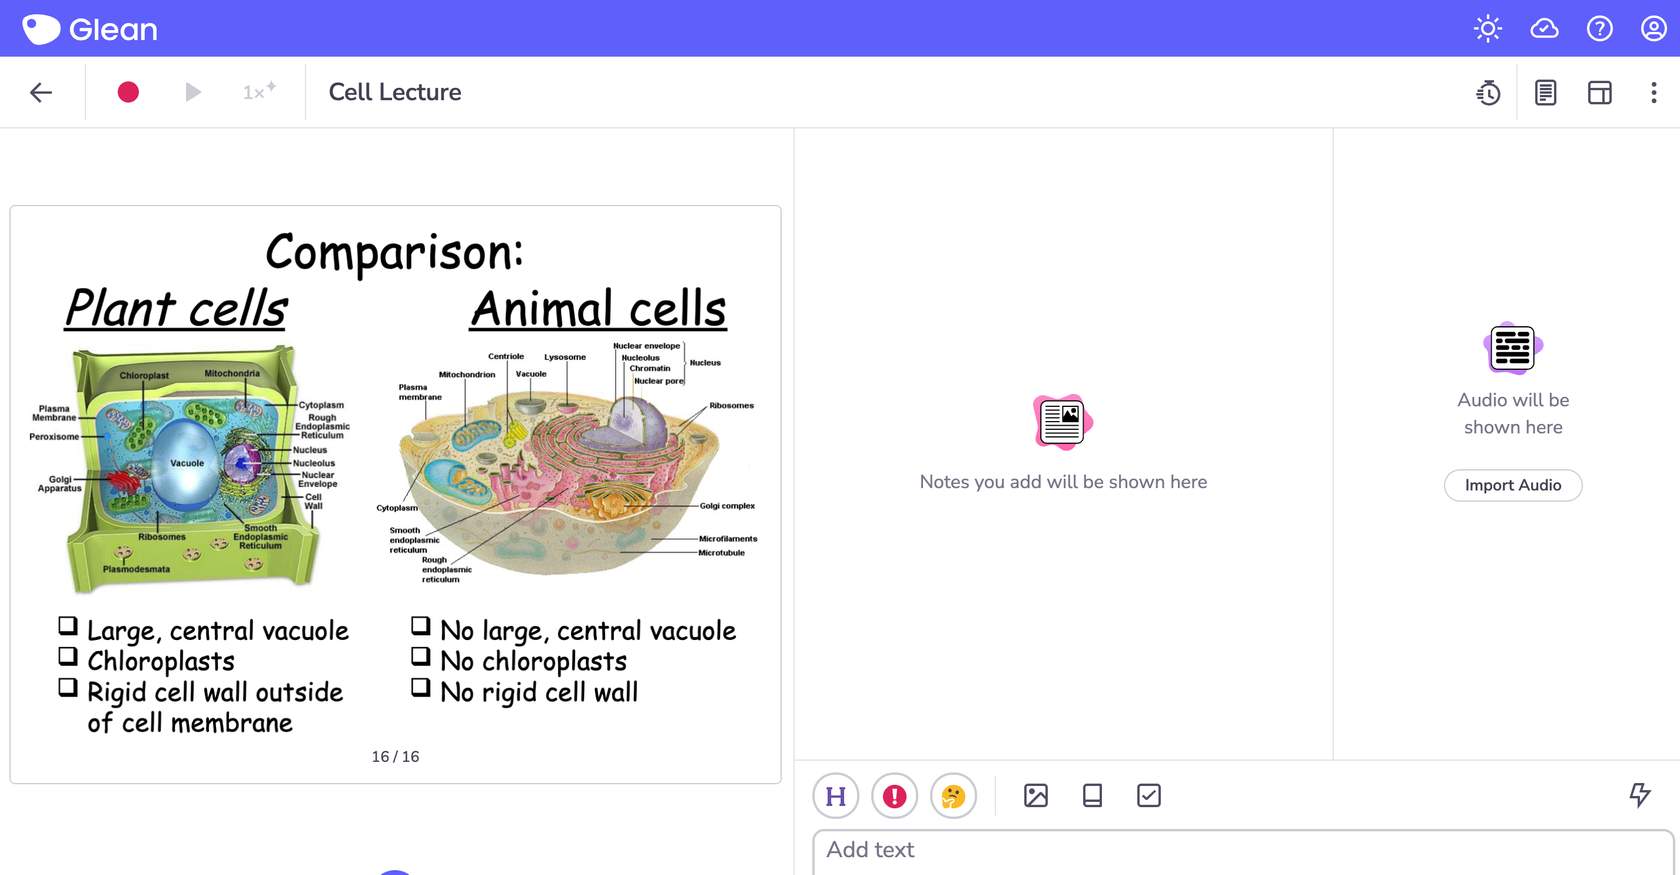 Glean
1×
Cell Lecture
Comparison:
Plant cells
Animal cells
Chloroplast
Mitochondria
Plasma
Membrane
Peroxisome
Golgi
Apparatus
Vacuole
Cytoplasm
Rough
Endoplasmic
Reticulum
Nucleus
Nucleolus
Nuclear
Envelope
Cell
Wall
Ribosomes
Smooth
Endoplasmic
Reticulum
Plasmodesmata
Nuclear envelope
Nucleolus
Chromatin
Nuclear pore
Nucleus
Centriole
Lysosome
Mitochondrion
Vacuole
Plasma
membrane
Ribosomes
Cytoplasm
Smooth
endoplasmic
reticulum
Rough
endoplasmic
reticulum
Golgi complex
Microfilaments
Microtubule
❑ Large, central vacuole
❑ Chloroplasts
❑ Rigid cell wall outside
of cell membrane
❑ No large, central vacuole
❑ No chloroplasts
❑ No rigid cell wall
16 / 16
Notes you add will be shown here
Audio will be
shown here
Import Audio
H
Add text